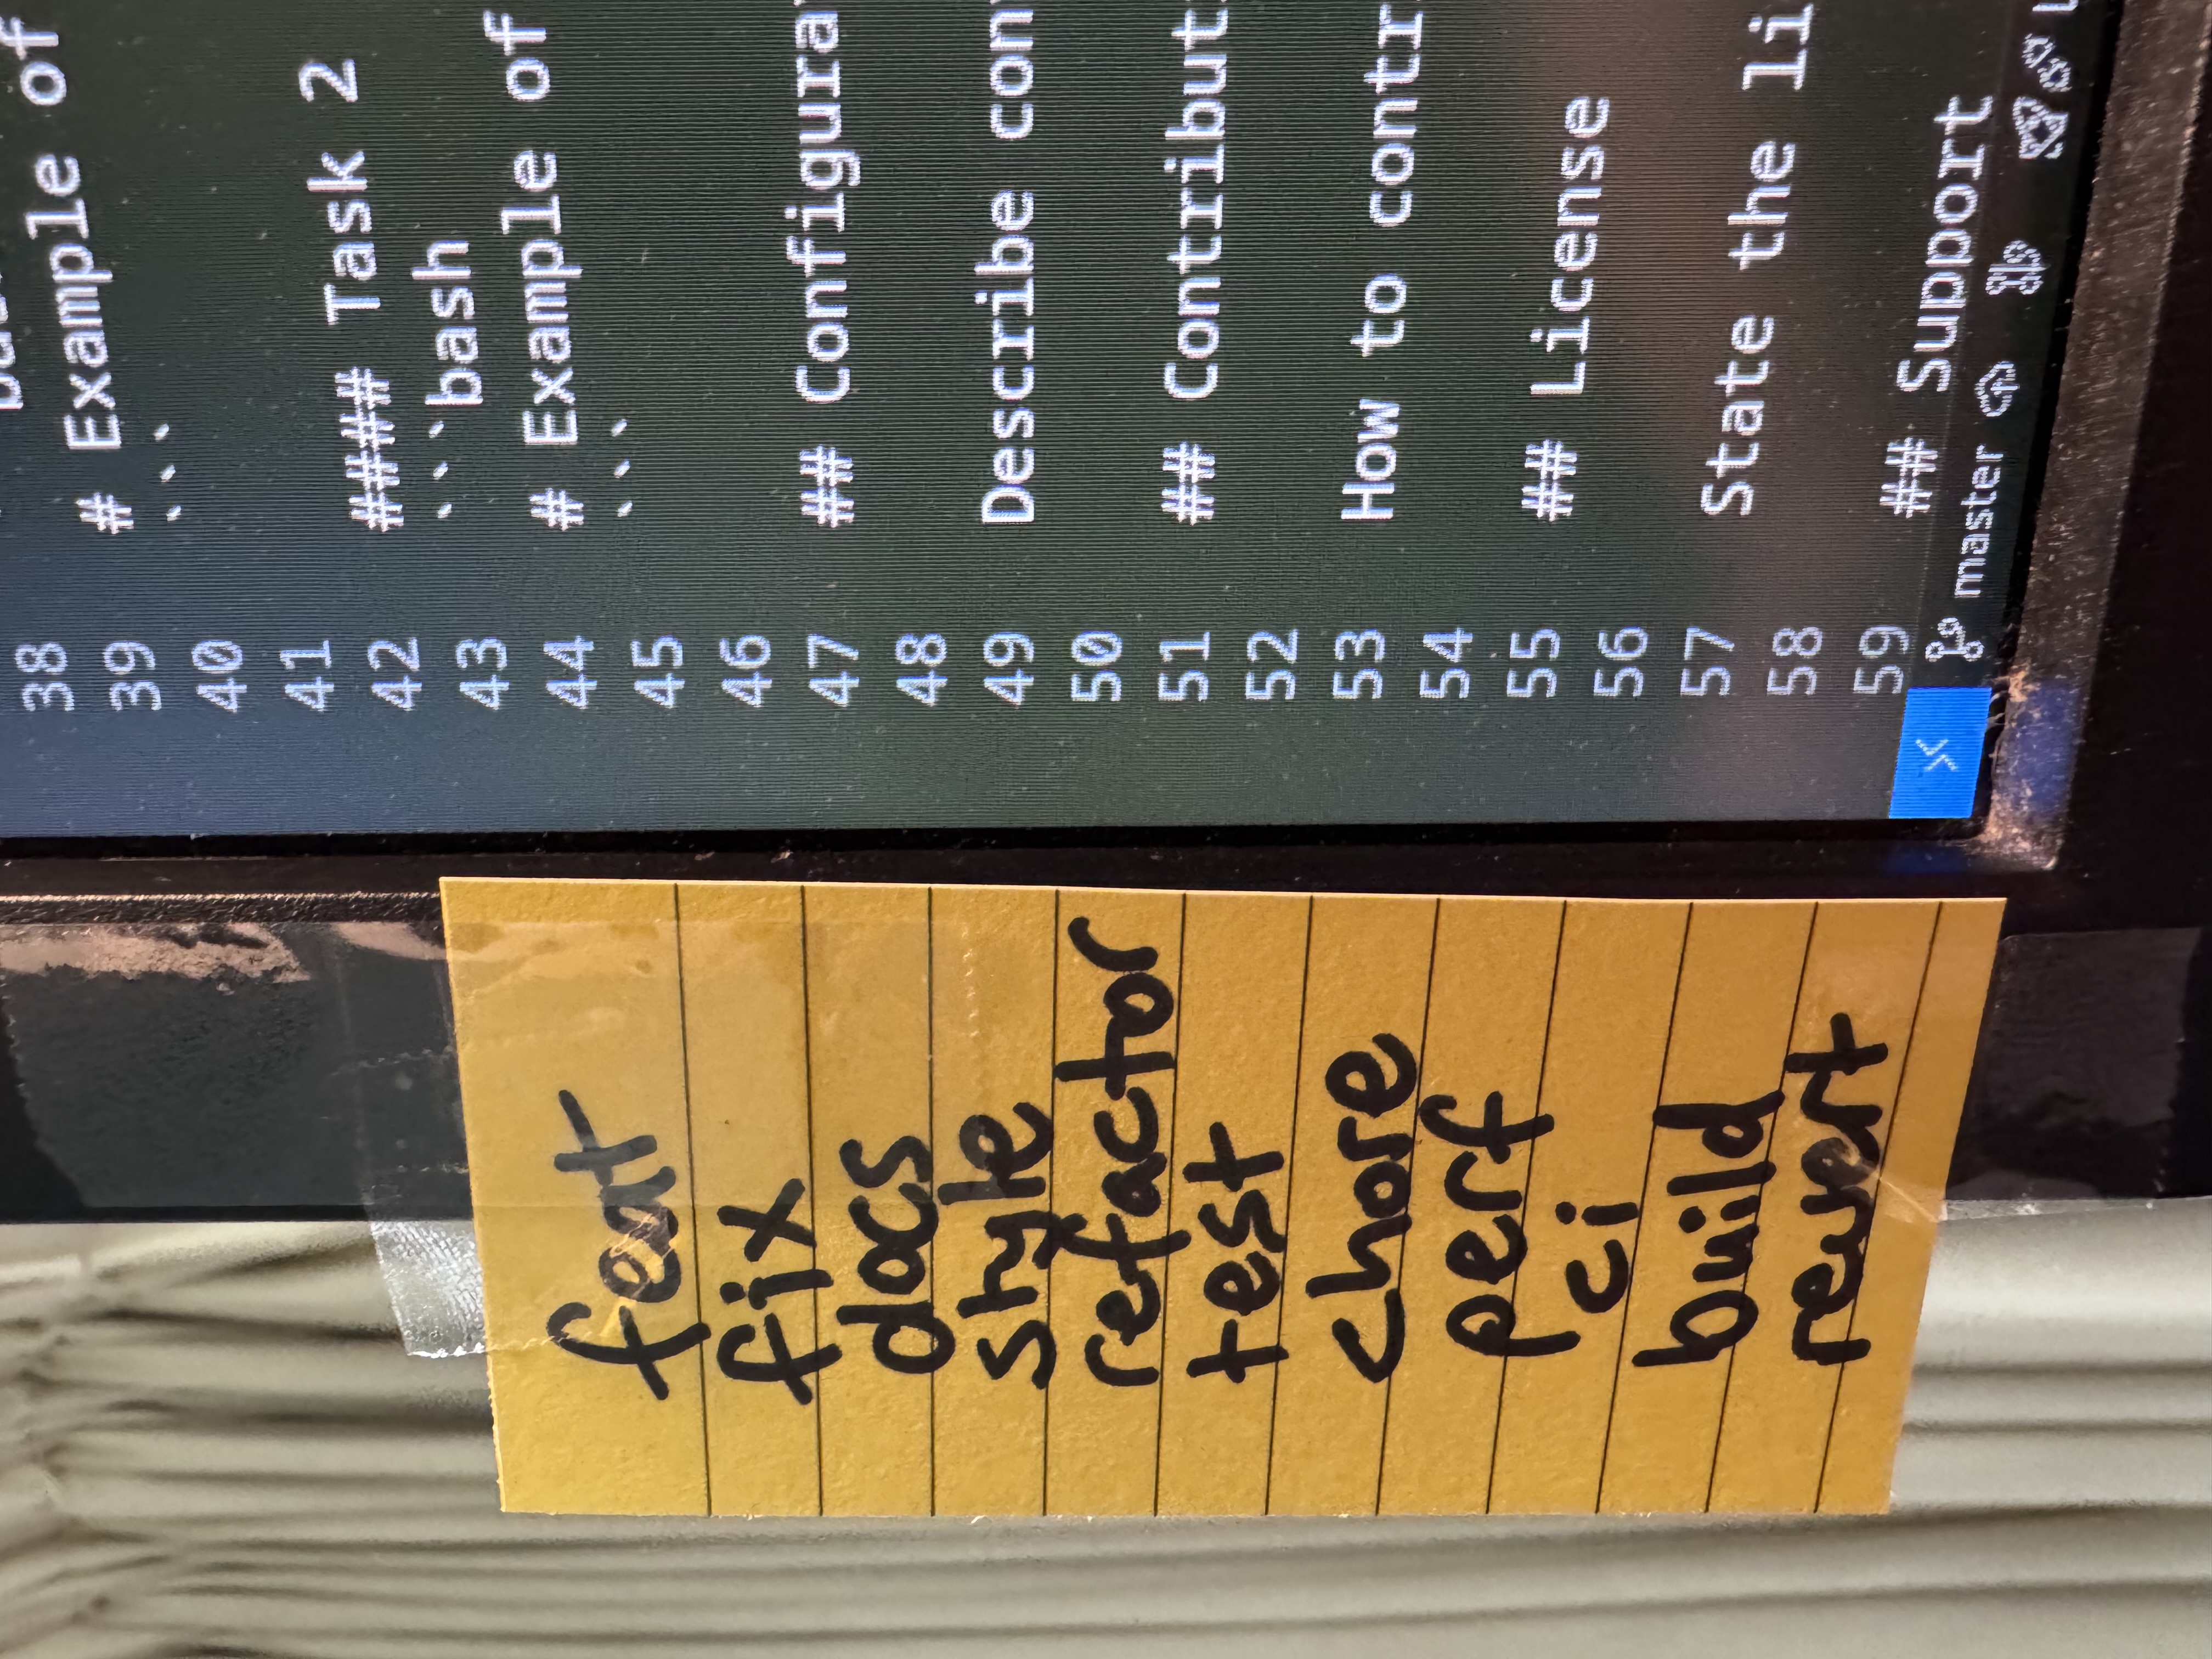 feat
fix
docs
style
refactor
test
chore
perf
ci
build
revert
38
39 # Example of
40 ```
41
42 #### Task 2
43 ```bash
44 # Example of
45 ```
46
47 ## Configura
48
49 Describe con
50
51 ## Contribut
52
53 How to contr
54
55 ## License
56
57 State the li
58
59 ## Support
master